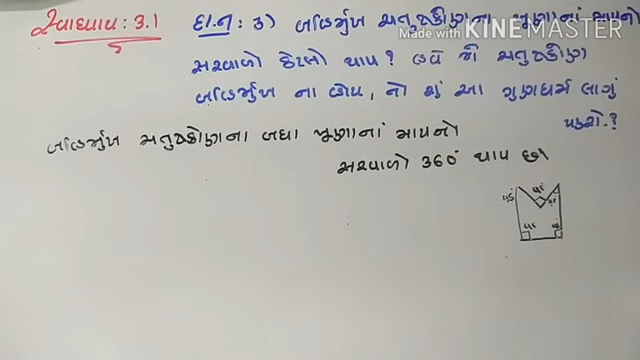 સ્વાધ્યાય : 3.1 દા.ન : 3) બહિર્મુખ ચતુષ્કોણના ખૂણાનાં માપનો
Made with KINEMASTER
સરવાળો કેટલો થાય ? જો ચતુષ્કોણ
બહિર્મુખ ના હોય, તો શું આ ગુણધર્મ લાગું
પડશે.?
બહિર્મુખ ચતુષ્કોણના બધા ખૂણાનાં માપનો
સરવાળો 360° થાય છે